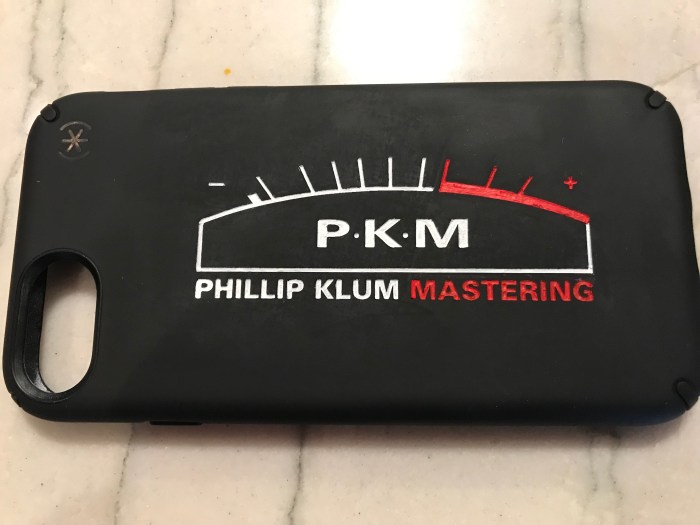 - +
P·K·M
PHILLIP KLUM MASTERING